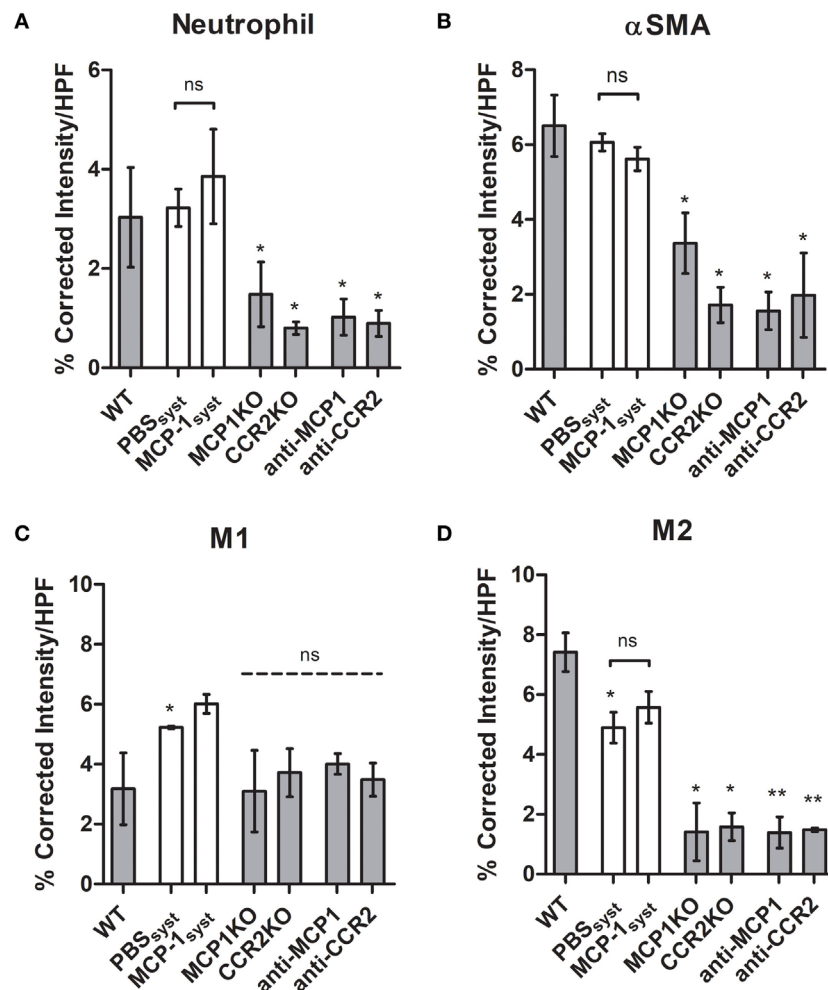 A
Neutrophil
% Corrected Intensity/HPF
6
4
2
0
ns
*
*
*
*
WT
PBSsyst
MCP-1syst
MCP1KO
CCR2KO
anti-MCP1
anti-CCR2
B
αSMA
% Corrected Intensity/HPF
8
6
4
2
0
ns
*
*
*
*
WT
PBSsyst
MCP-1syst
MCP1KO
CCR2KO
anti-MCP1
anti-CCR2
C
M1
% Corrected Intensity/HPF
10
8
6
4
2
0
*
ns
WT
PBSsyst
MCP-1syst
MCP1KO
CCR2KO
anti-MCP1
anti-CCR2
D
M2
% Corrected Intensity/HPF
10
8
6
4
2
0
*
ns
*
*
**
**
WT
PBSsyst
MCP-1syst
MCP1KO
CCR2KO
anti-MCP1
anti-CCR2